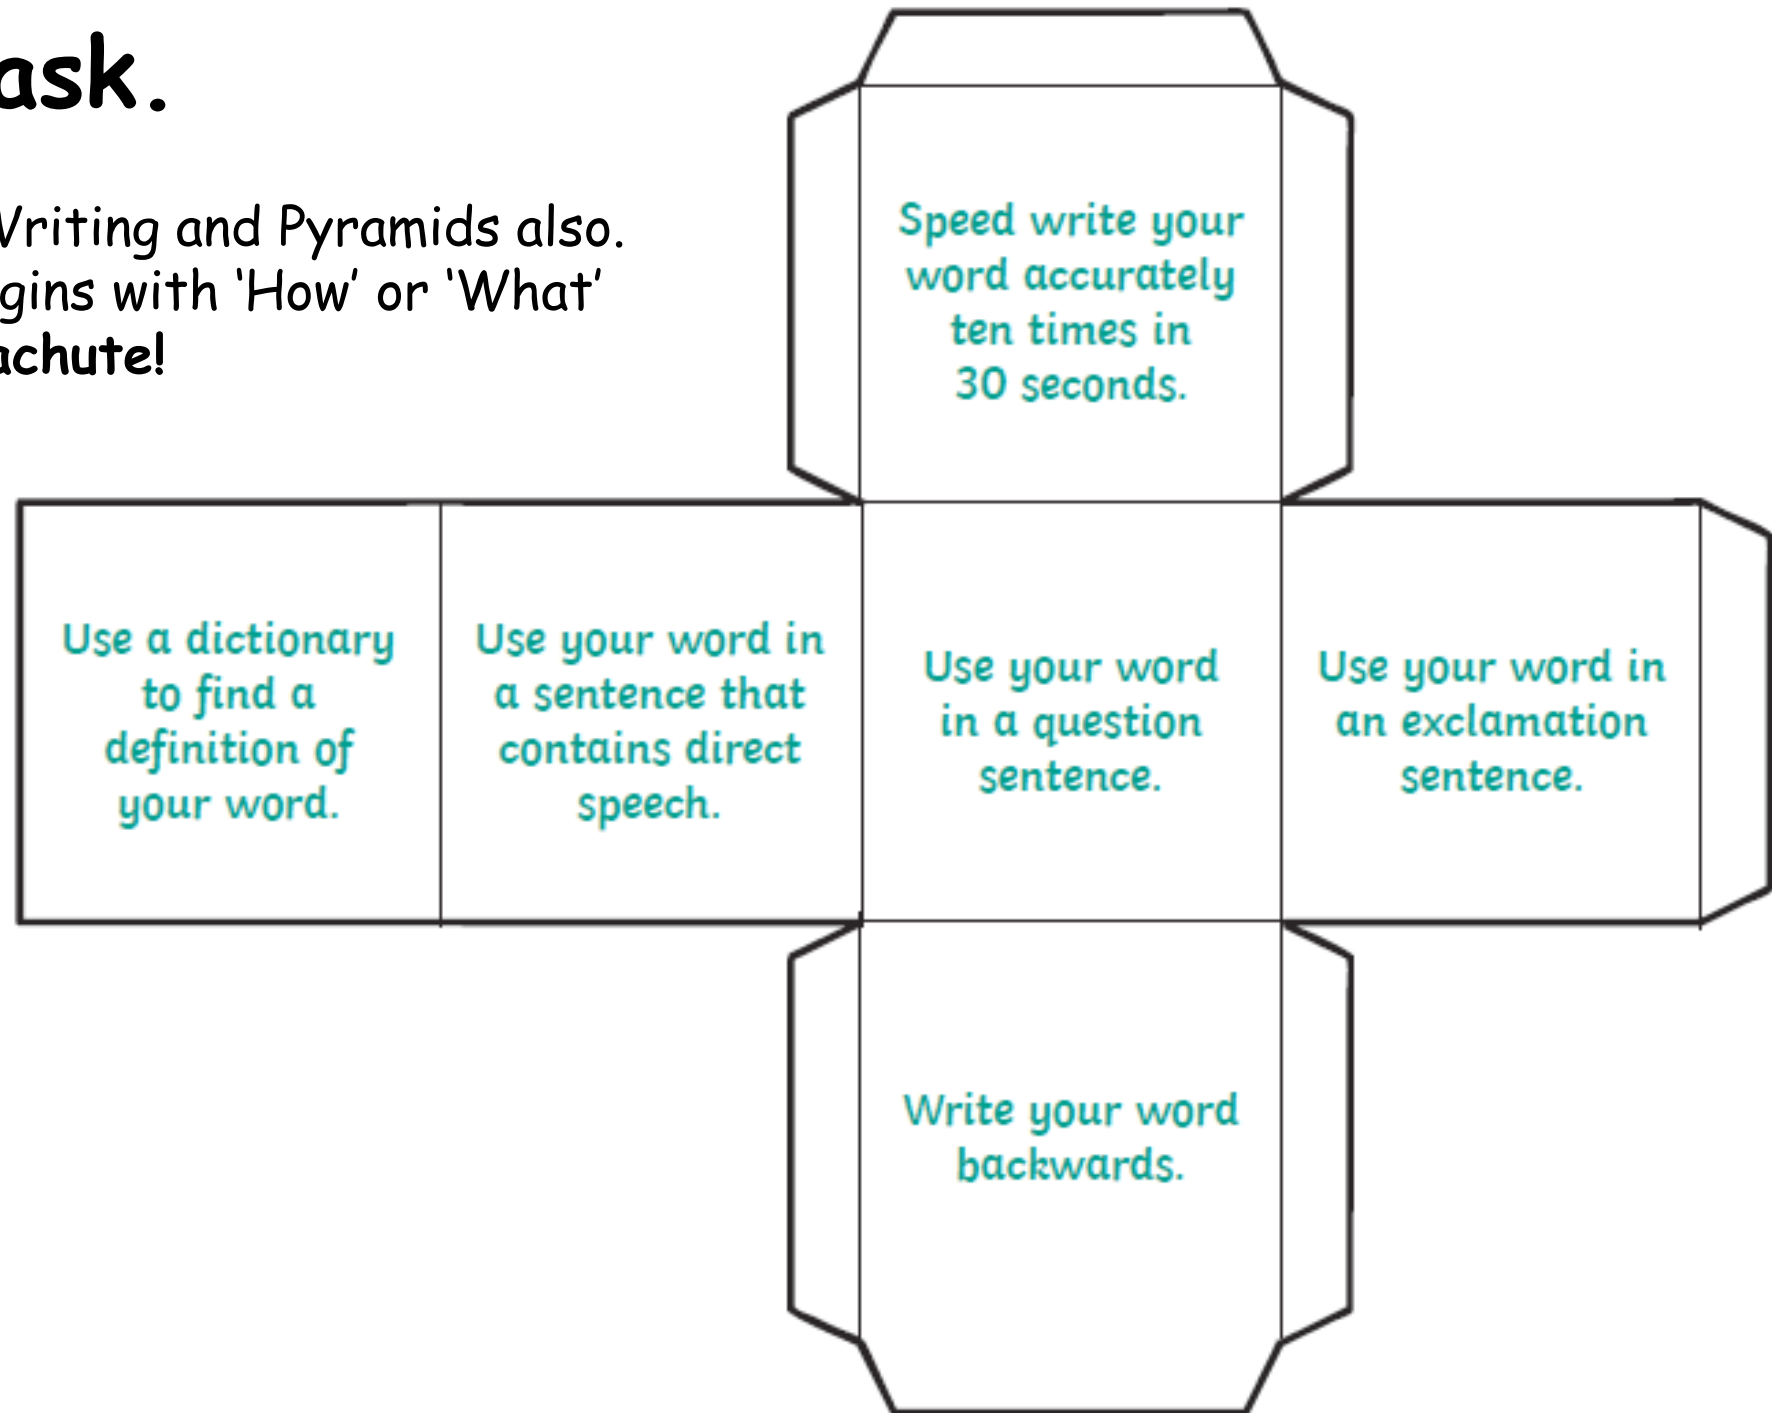 ask.
Writing and Pyramids also.
gins with ‘How’ or ‘What’
achute!
Speed write your
word accurately
ten times in
30 seconds.
Use a dictionary
to find a
definition of
your word.
Use your word in
a sentence that
contains direct
speech.
Use your word
in a question
sentence.
Use your word in
an exclamation
sentence.
Write your word
backwards.